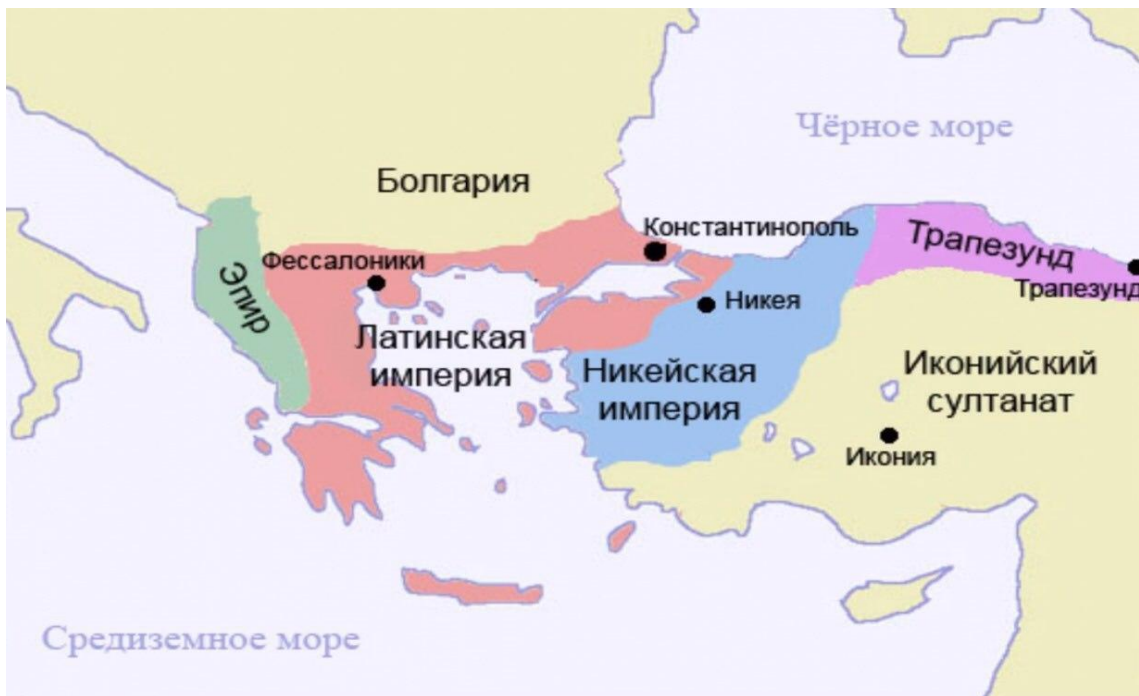 Чёрное море
Болгария
Константинополь
Трапезунд
Фессалоники
Эпир
Трапезунд
Никея
Латинская
империя
Никейская
империя
Иконийский
султанат
Икония
Средиземное море